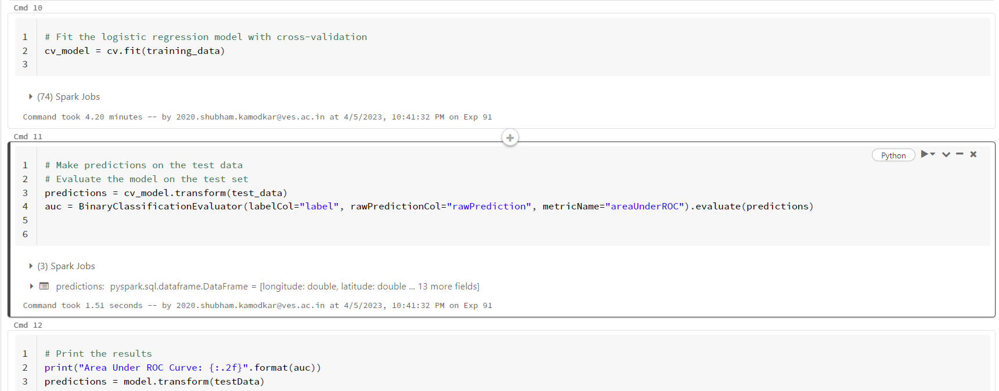 Cmd 10
1 # Fit the logistic regression model with cross-validation
2 cv_model = cv.fit(training_data)
3
(74) Spark Jobs
Command took 4.20 minutes -- by 2020.shubham.kamodkar@ves.ac.in at 4/5/2023, 10:41:32 PM on Exp 91
Cmd 11
Python
1 # Make predictions on the test data
2 # Evaluate the model on the test set
3 predictions = cv_model.transform(test_data)
4 auc = BinaryClassificationEvaluator(labelCol="label", rawPredictionCol="rawPrediction", metricName="areaUnderROC").evaluate(predictions)
5
6
(3) Spark Jobs
predictions: pyspark.sql.dataframe.DataFrame = [longitude: double, latitude: double ... 13 more fields]
Command took 1.51 seconds -- by 2020.shubham.kamodkar@ves.ac.in at 4/5/2023, 10:41:32 PM on Exp 91
Cmd 12
1 # Print the results
2 print("Area Under ROC Curve: {:.2f}".format(auc))
3 predictions = model.transform(testData)